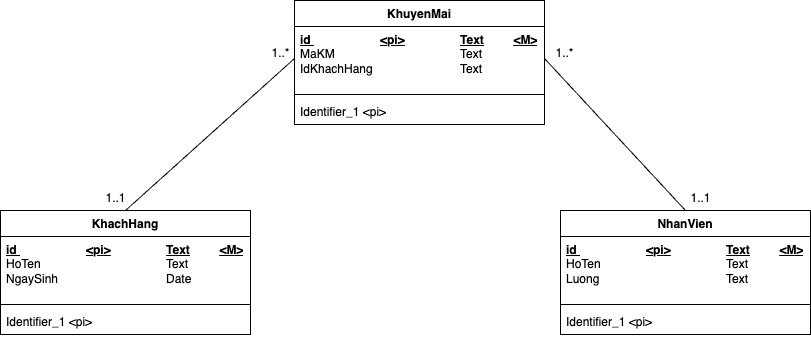 KhuyenMai
id <pi> Text <M>
MaKM Text
IdKhachHang Text
Identifier_1 <pi>
1..*
1..*
1..1
1..1
KhachHang
id <pi> Text <M>
HoTen Text
NgaySinh Date
Identifier_1 <pi>
NhanVien
id <pi> Text <M>
HoTen Text
Luong Text
Identifier_1 <pi>